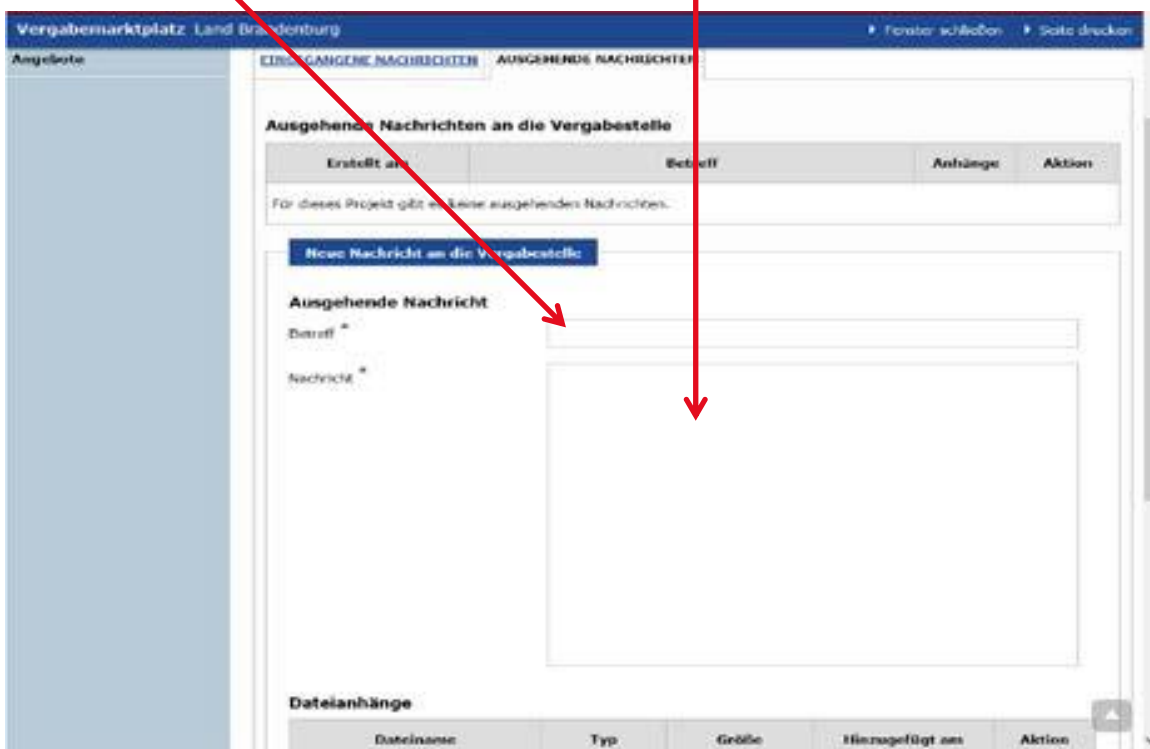 Vergabemarktplatz Land Brandenburg Fenster schließen Seite drucken
Angebote
EINGEGANGENE NACHRICHTEN AUSGEHENDE NACHRICHTEN
Ausgehende Nachrichten an die Vergabestelle
Erstellt am Betreff Anhänge Aktion
Für dieses Projekt gibt es keine ausgehenden Nachrichten.
Neue Nachricht an die Vergabestelle
Ausgehende Nachricht
Betreff *
Nachricht *
Dateianhänge
Dateiname Typ Größe Hinzugefügt am Aktion